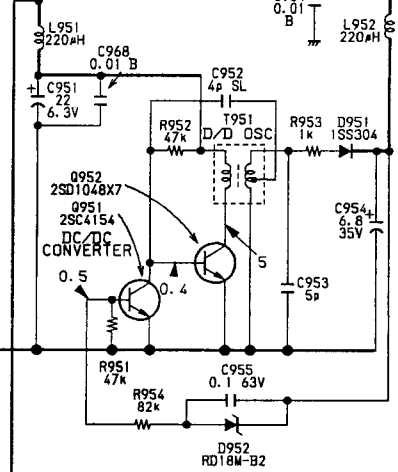 0.01
B
L951
220μH
L952
220μH
C968
0.01 B
C951
22
6.3V
+
C952
4p SL
T951
D/D OSC
R952
47k
R953
1k
D951
1SS304
Q952
2SD1048X7
Q951
2SC4154
DC/DC
CONVERTER
C954
+
6.8
35V
0.5
0.4
5
C953
5p
R951
47k
C955
0.1 63V
R954
82k
D952
RD18M-B2